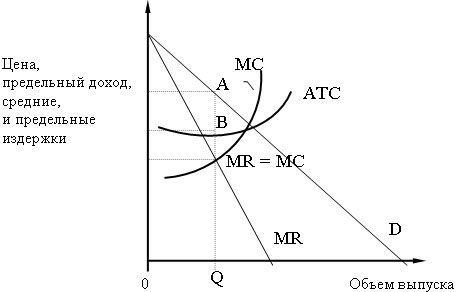 Цена,
предельный доход,
средние,
и предельные
издержки
MC
A
ATC
B
MR = MC
D
MR
0
Q
Объем выпуска